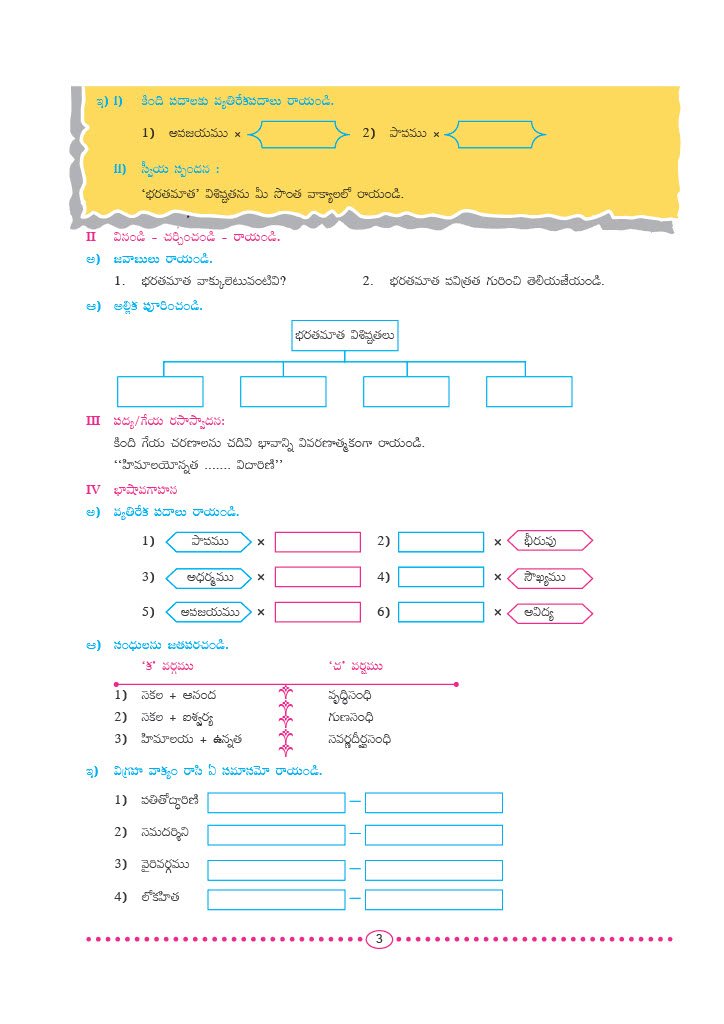 ఇ) i) కింది పదాలకు వ్యతిరేకపదాలు రాయండి.
1) అవజయము × 2) పాపము ×
ii) స్వీయ స్పందన :
‘భరతమాత’ విశిష్టతను మీ సొంత వాక్యాలలో రాయండి.
II వినండి - చర్చించండి - రాయండి.
అ) జవాబులు రాయండి.
1. భరతమాత వాక్కులెటువంటివి? 2. భరతమాత పవిత్రత గురించి తెలియజేయండి.
ఆ) అల్లిక పూరించండి.
భరతమాత విశిష్టతలు
III పద్య/గేయ రసాస్వాదన:
కింది గేయ చరణాలను చదివి భావాన్ని వివరణాత్మకంగా రాయండి.
‘‘హిమాలయోన్నత ....... విదారిణి’’
IV భాషావగాహన
అ) వ్యతిరేక పదాలు రాయండి.
1) పాపము × 2) × భీరువు
3) అధర్మము × 4) × సౌఖ్యము
5) అవజయము × 6) × అవిద్య
ఆ) సంధులను జతపరచండి.
‘క’ వర్గము ‘చ’ వర్గము
1) సకల + ఆనంద వృద్ధిసంధి
2) సకల + ఐశ్వర్య గుణసంధి
3) హిమాలయ + ఉన్నత సవర్ణదీర్ఘసంధి
ఇ) విగ్రహ వాక్యం రాసి ఏ సమాసమో రాయండి.
1) పతితోద్ధారిణి –
2) సమదర్శిని –
3) వైరివర్గము –
4) లోకహిత –
3